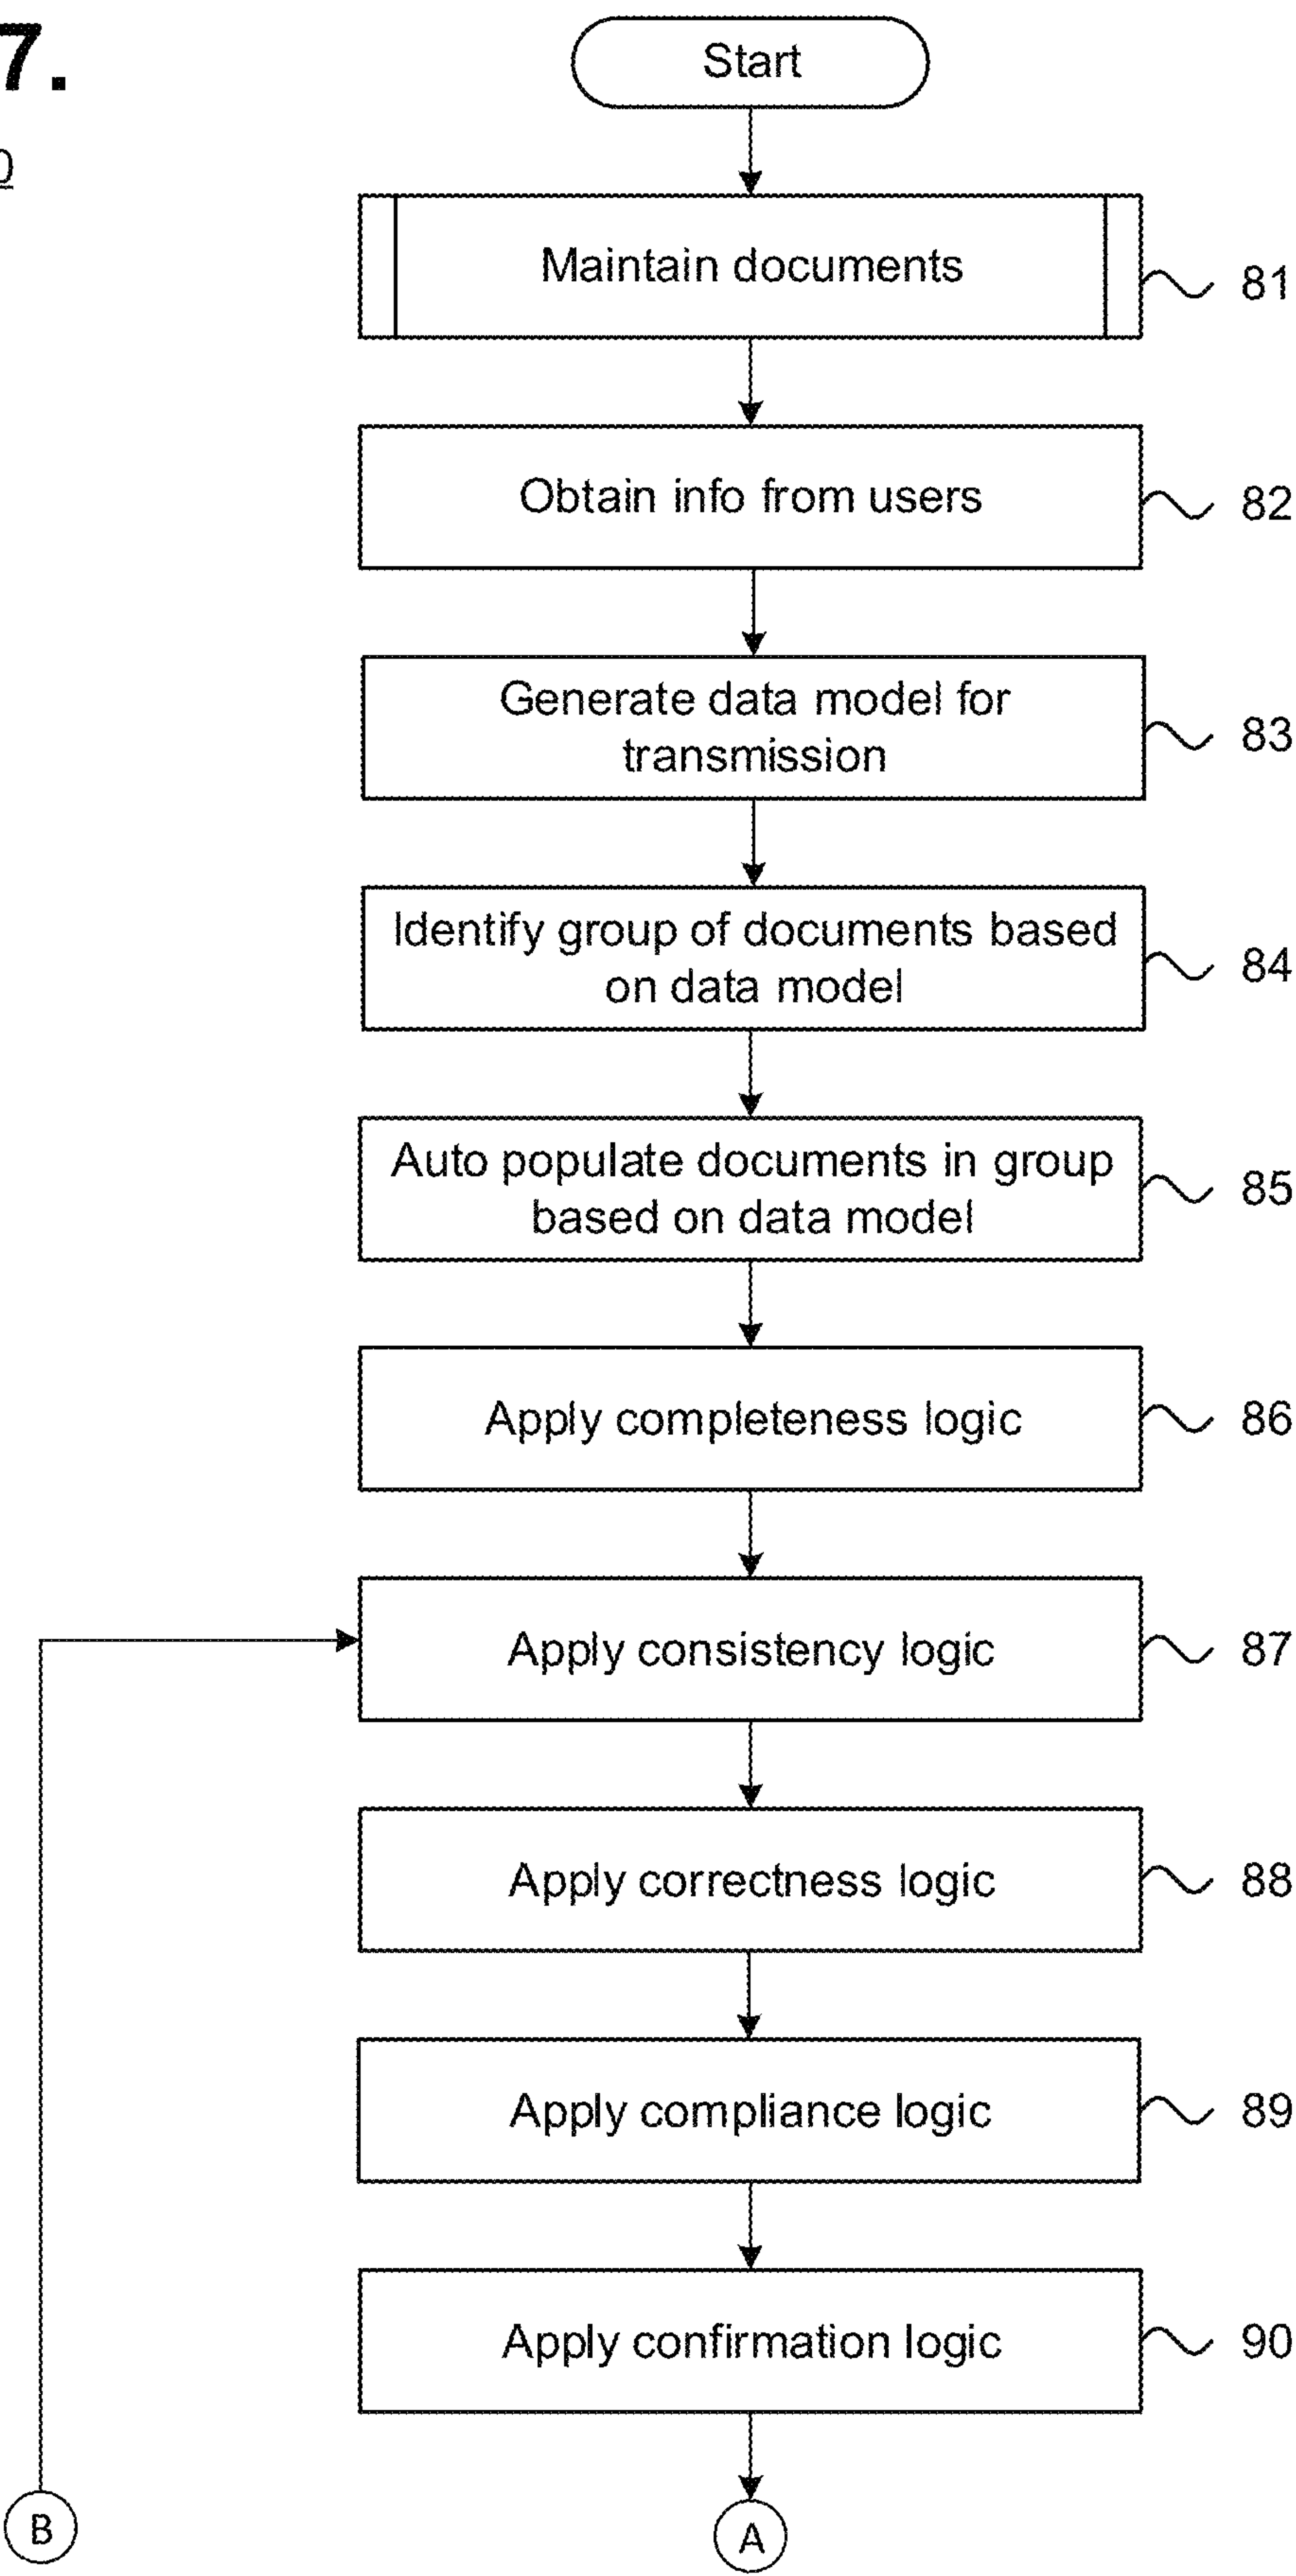 7.
0
Start
Maintain documents
81
Obtain info from users
82
Generate data model for
transmission
83
Identify group of documents based
on data model
84
Auto populate documents in group
based on data model
85
Apply completeness logic
86
Apply consistency logic
87
Apply correctness logic
88
Apply compliance logic
89
Apply confirmation logic
90
B
A